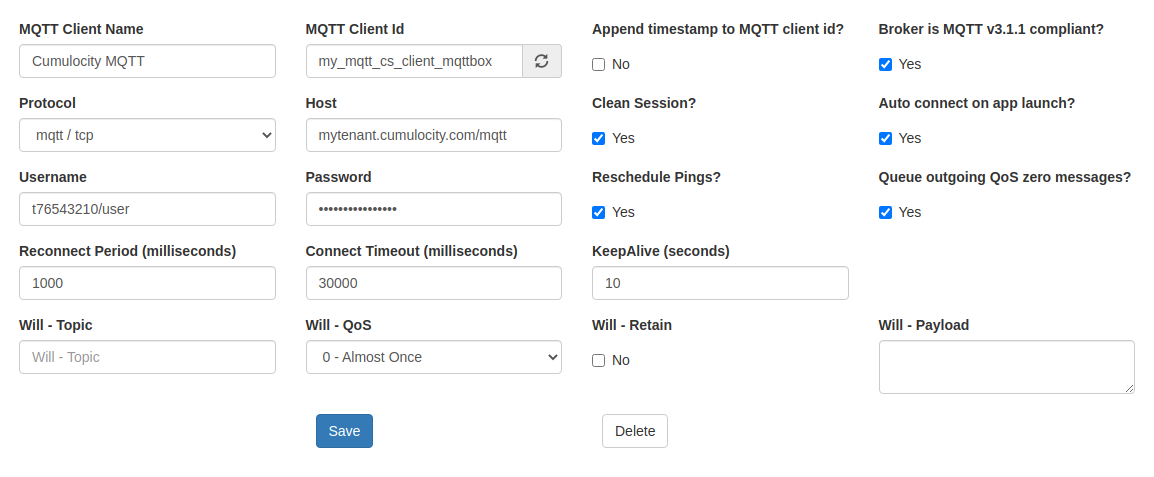 MQTT Client Name
MQTT Client Id
Append timestamp to MQTT client id?
Broker is MQTT v3.1.1 compliant?
Cumulocity MQTT
my_mqtt_cs_client_mqttbox
No
Yes
Protocol
Host
Clean Session?
Auto connect on app launch?
mqtt / tcp
mytenant.cumulocity.com/mqtt
Yes
Yes
Username
Password
Reschedule Pings?
Queue outgoing QoS zero messages?
t76543210/user
••••••••••••••••
Yes
Yes
Reconnect Period (milliseconds)
Connect Timeout (milliseconds)
KeepAlive (seconds)
1000
30000
10
Will - Topic
Will - QoS
Will - Retain
Will - Payload
Will - Topic
0 - Almost Once
No
Save
Delete